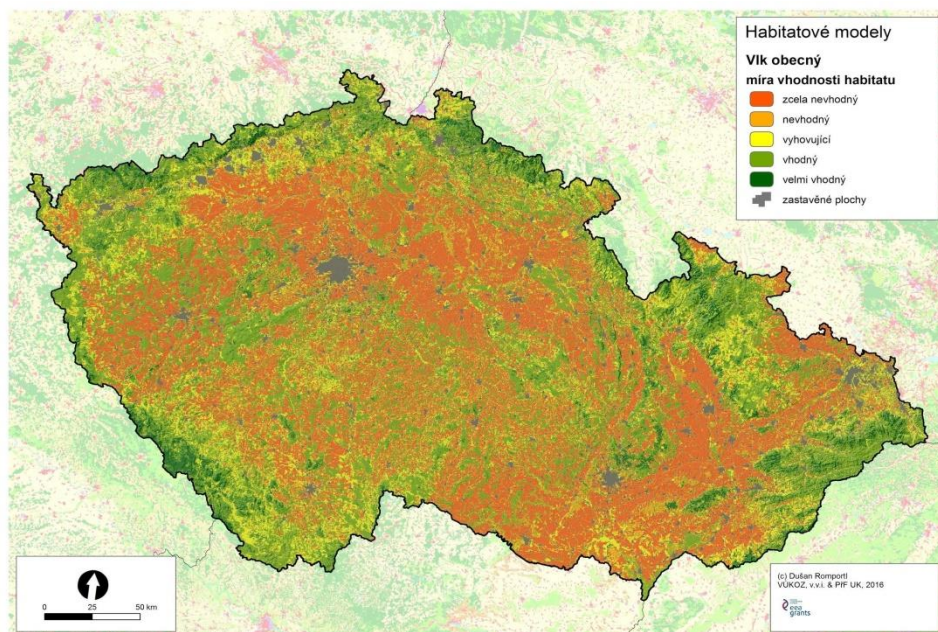 Habitatové modely
Vlk obecný
míra vhodnosti habitatu
zcela nevhodný
nevhodný
vyhovující
vhodný
velmi vhodný
zastavěné plochy
0 25 50 km
(c) Dušan Romportl
VÚKOZ, v.v.i. & PřF UK, 2016
eea
grants